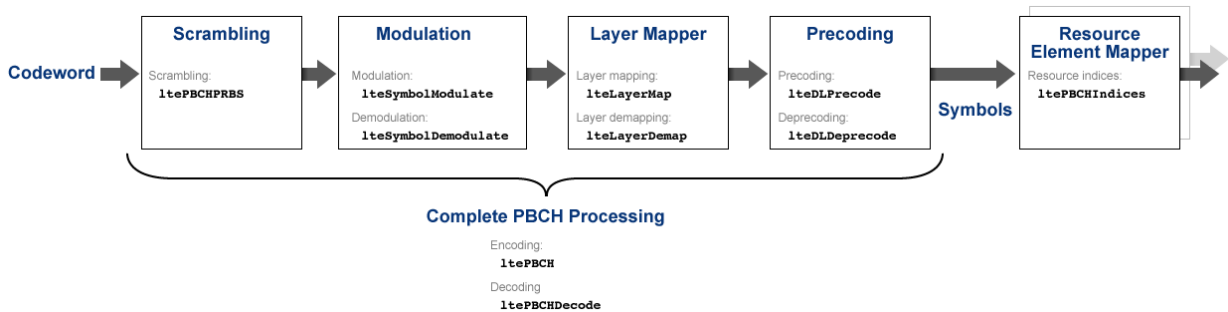 Codeword
Scrambling
Scrambling:
ltePBCHPRBS
Modulation
Modulation:
lteSymbolModulate
Demodulation:
lteSymbolDemodulate
Layer Mapper
Layer mapping:
lteLayerMap
Layer demapping:
lteLayerDemap
Precoding
Precoding:
lteDLPrecode
Deprecoding:
lteDLDeprecode
Symbols
Resource
Element Mapper
Resource indices:
ltePBCHIndices
Complete PBCH Processing
Encoding:
ltePBCH
Decoding
ltePBCHDecode